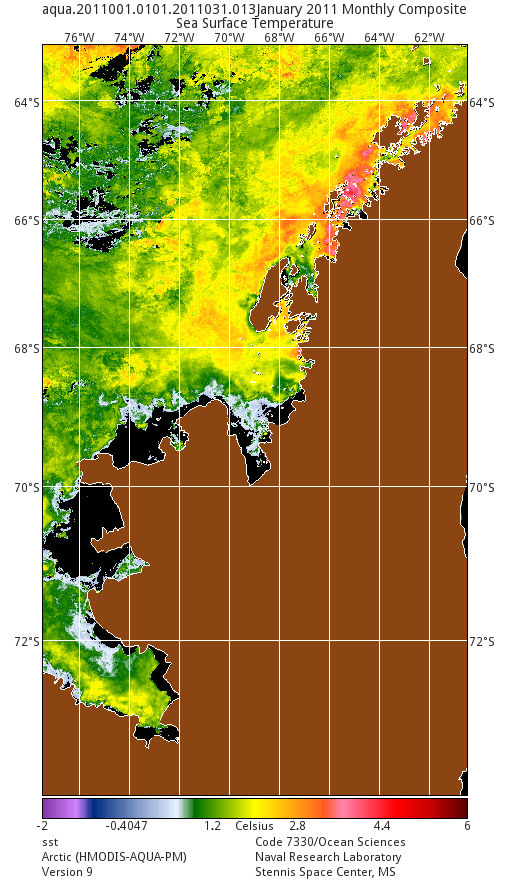 aqua.2011001.0101.2011031.013January 2011 Monthly Composite
Sea Surface Temperature
76°W 74°W 72°W 70°W 68°W 66°W 64°W 62°W
64°S 64°S
66°S 66°S
68°S 68°S
70°S 70°S
72°S 72°S
-2 -0.4047 1.2 Celsius 2.8 4.4 6
sst Code 7330/Ocean Sciences
Arctic (HMODIS-AQUA-PM) Naval Research Laboratory
Version 9 Stennis Space Center, MS